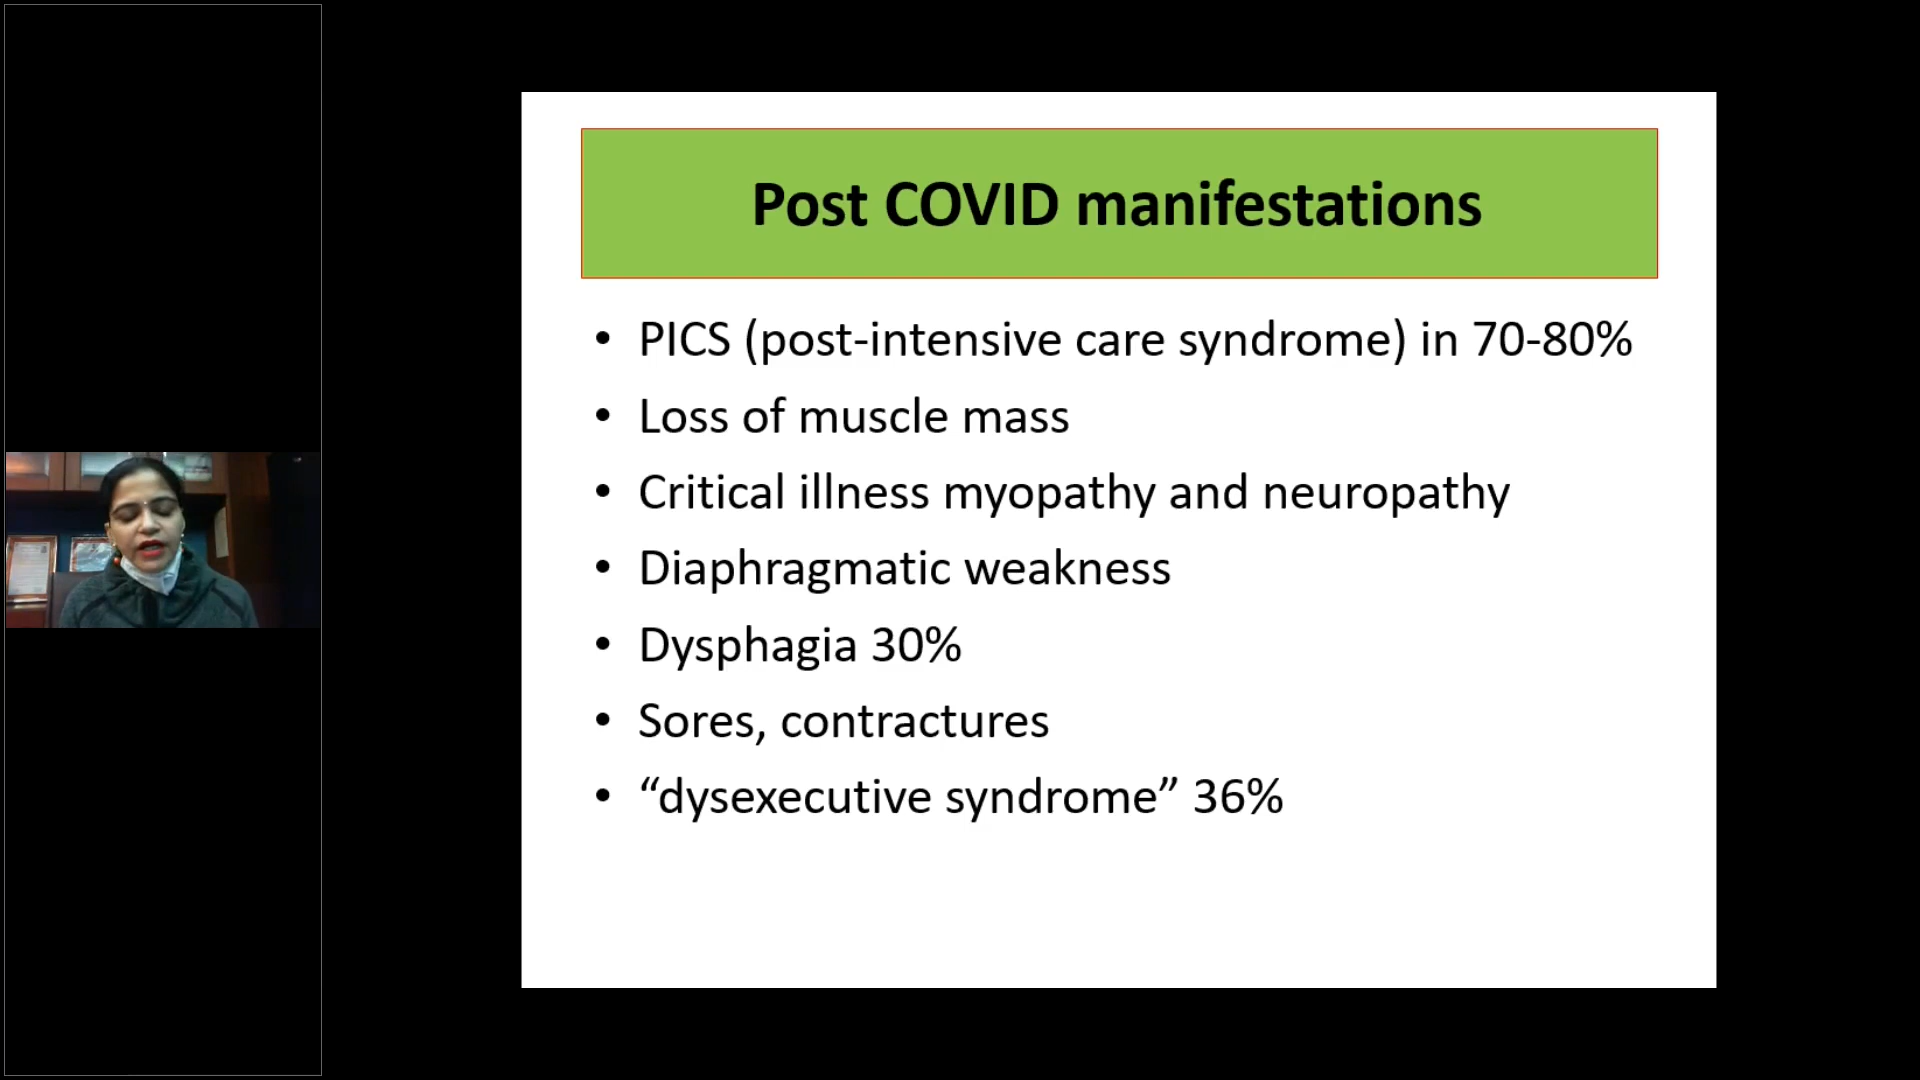 Post COVID manifestations
• PICS (post-intensive care syndrome) in 70-80%
• Loss of muscle mass
• Critical illness myopathy and neuropathy
• Diaphragmatic weakness
• Dysphagia 30%
• Sores, contractures
• “dysexecutive syndrome” 36%